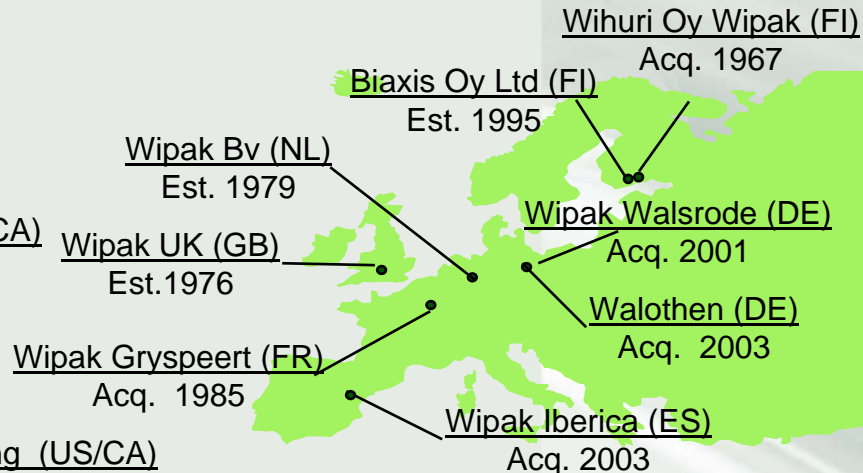 Wihuri Oy Wipak (FI)
Acq. 1967
Biaxis Oy Ltd (FI)
Est. 1995
Wipak Bv (NL)
Est. 1979
CA)
Wipak UK (GB)
Est.1976
Wipak Walsrode (DE)
Acq. 2001
Walothen (DE)
Acq. 2003
Wipak Gryspeert (FR)
Acq. 1985
Wipak Iberica (ES)
Acq. 2003
ng (US/CA)